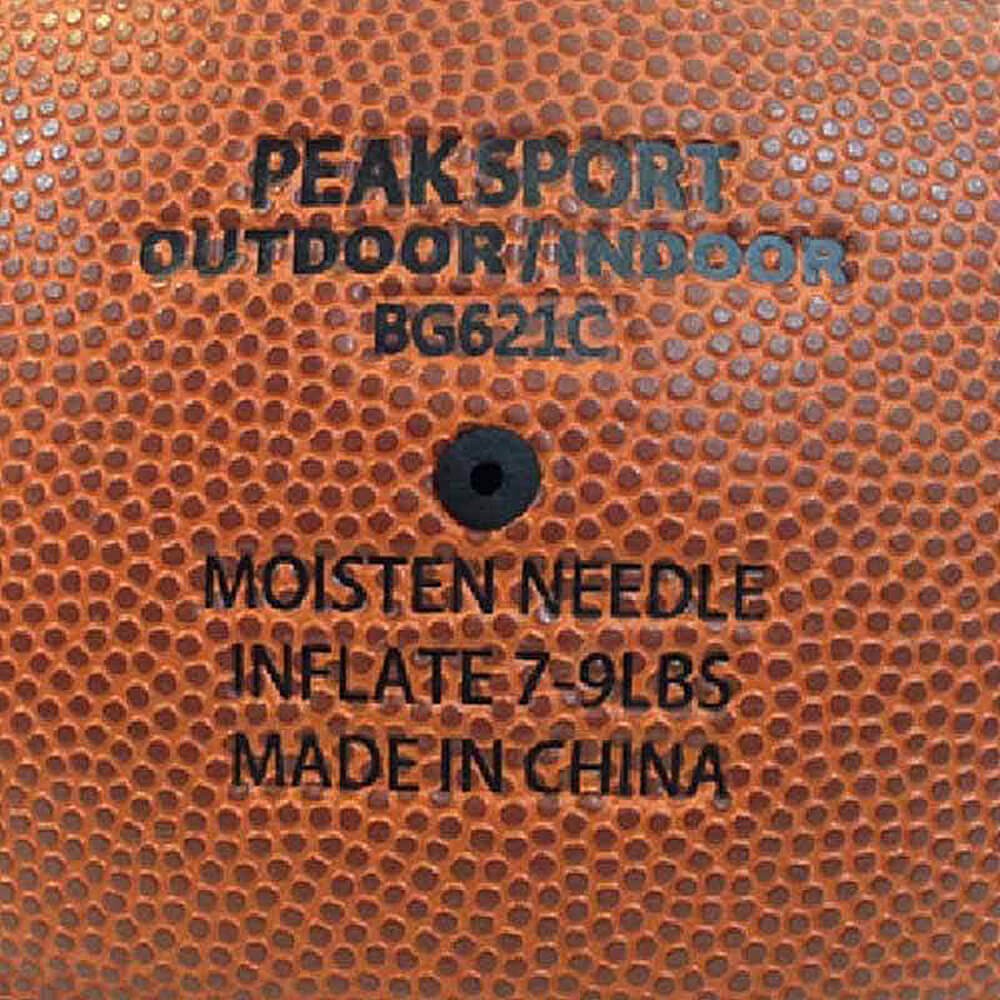 PEAK SPORT
OUTDOOR/INDOOR
BG621C
MOISTEN NEEDLE
INFLATE 7-9LBS
MADE IN CHINA